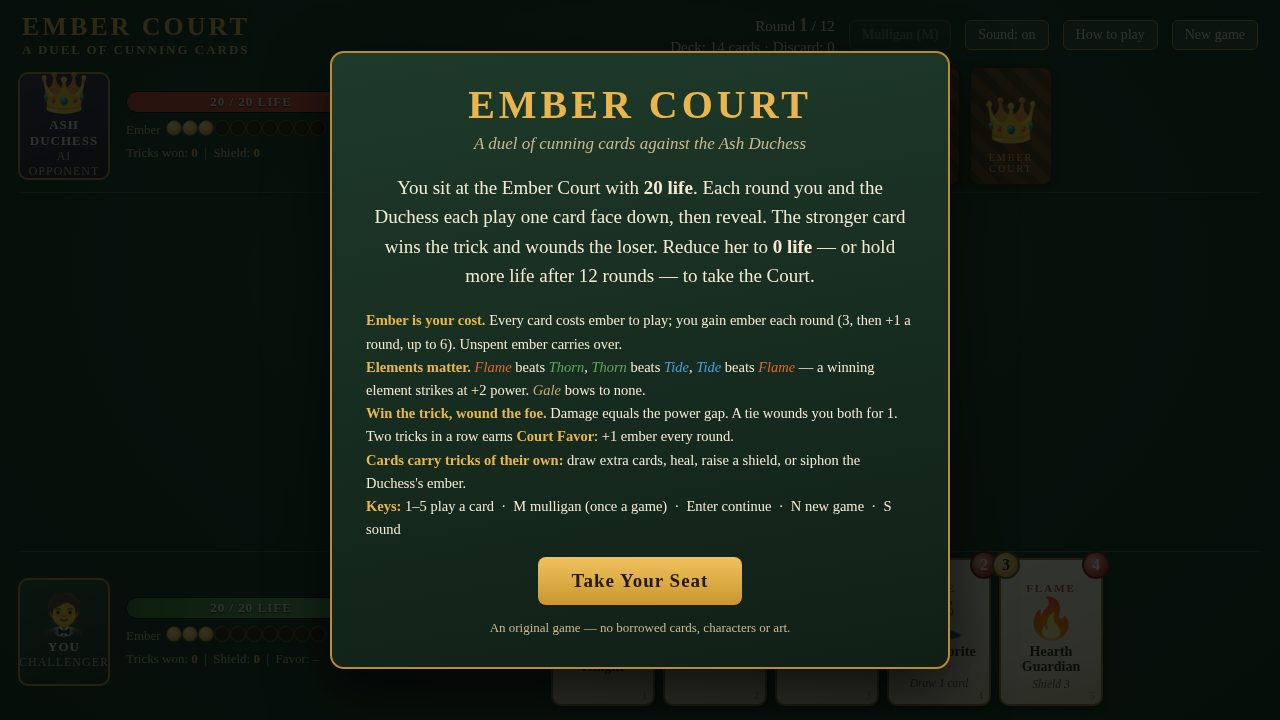 EMBER COURT
A DUEL OF CUNNING CARDS
Round 1 / 12
Deck: 14 cards · Discard: 0
Mulligan (M)
Sound: on
How to play
New game
ASH
DUCHESS
AI
OPPONENT
20 / 20 LIFE
Ember
Tricks won: 0 | Shield: 0
EMBER
COURT
EMBER COURT
A duel of cunning cards against the Ash Duchess
You sit at the Ember Court with 20 life. Each round you and the
Duchess each play one card face down, then reveal. The stronger card
wins the trick and wounds the loser. Reduce her to 0 life — or hold
more life after 12 rounds — to take the Court.
Ember is your cost. Every card costs ember to play; you gain ember each round (3, then +1 a
round, up to 6). Unspent ember carries over.
Elements matter. Flame beats Thorn, Thorn beats Tide, Tide beats Flame — a winning
element strikes at +2 power. Gale bows to none.
Win the trick, wound the foe. Damage equals the power gap. A tie wounds you both for 1.
Two tricks in a row earns Court Favor: +1 ember every round.
Cards carry tricks of their own: draw extra cards, heal, raise a shield, or siphon the
Duchess's ember.
Keys: 1–5 play a card · M mulligan (once a game) · Enter continue · N new game · S
sound
Take Your Seat
An original game — no borrowed cards, characters or art.
YOU
CHALLENGER
20 / 20 LIFE
Ember
Tricks won: 0 | Shield: 0 | Favor: –
1
2
3
2
Draw 1 card
4
3
4
FLAME
Hearth
Guardian
Shield 3
5